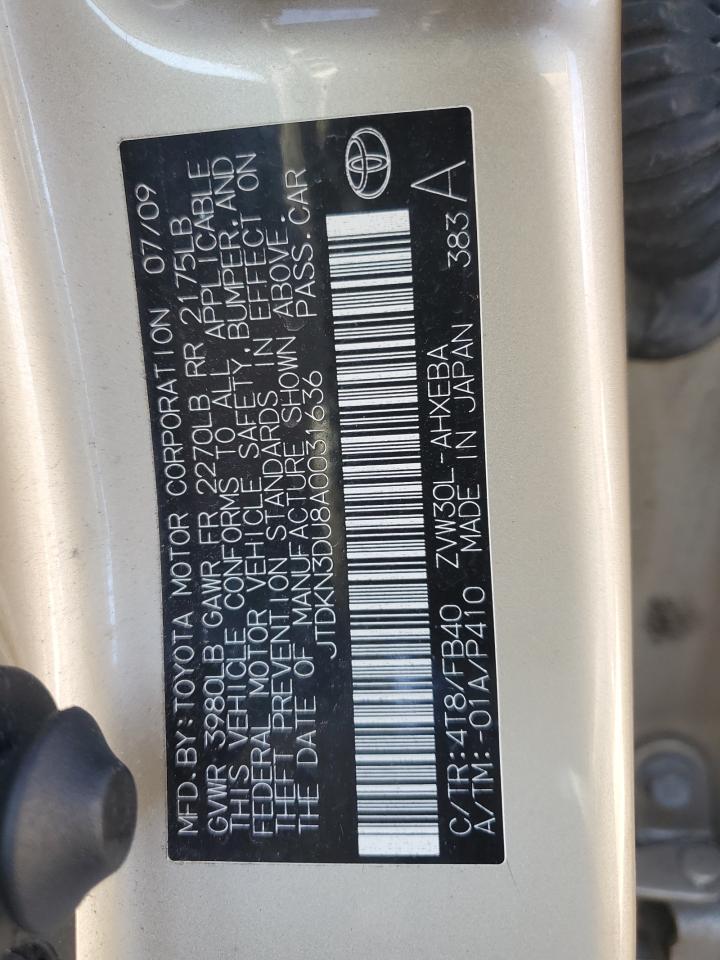 MFD.BY:TOYOTA MOTOR CORPORATION 07/09
GVWR 3980LB GAWR FR 2270LB RR 2175LB
THIS VEHICLE CONFORMS TO ALL APPLICABLE
FEDERAL MOTOR VEHICLE SAFETY, BUMPER, AND
THEFT PREVENTION STANDARDS IN EFFECT ON
THE DATE OF MANUFACTURE SHOWN ABOVE.
JTDKN3DU8A0031636 PASS.CAR
C/TR:4T8/FB40 ZVW30L-AHXEBA 383 A
A/TM:-01A/P410 MADE IN JAPAN